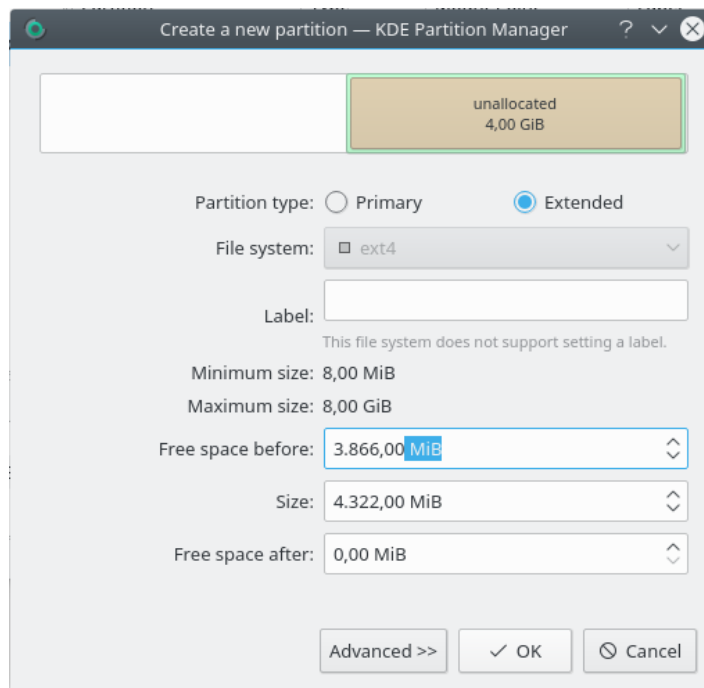 Create a new partition — KDE Partition Manager
unallocated
4,00 GiB
Partition type: Primary Extended
File system: ext4
Label:
This file system does not support setting a label.
Minimum size: 8,00 MiB
Maximum size: 8,00 GiB
Free space before: 3.866,00 MiB
Size: 4.322,00 MiB
Free space after: 0,00 MiB
Advanced >> OK Cancel